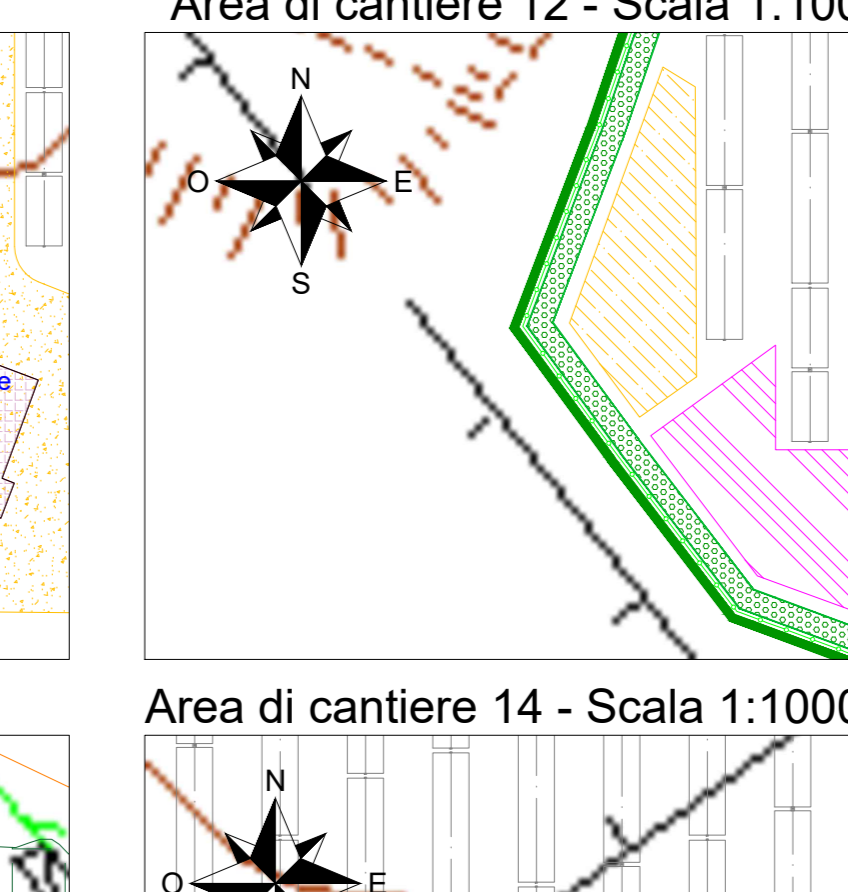 Area di cantiere 12 - Scala 1:100
N
O E
S
e
Area di cantiere 14 - Scala 1:1000
N
O E